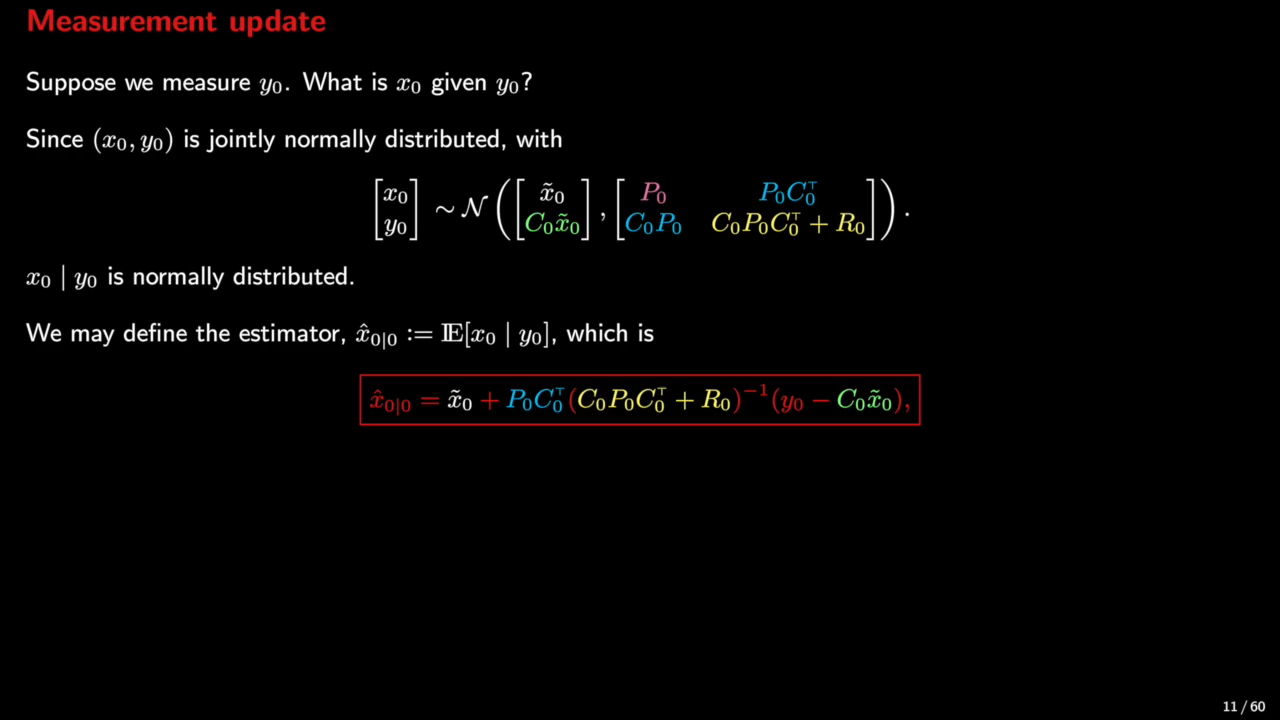 Measurement update
Suppose we measure y₀. What is x₀ given y₀?
Since (x₀, y₀) is jointly normally distributed, with
[x₀; y₀] ∼ 𝒩([x̃₀; C₀x̃₀], [P₀, P₀C₀ᵀ; C₀P₀, C₀P₀C₀ᵀ + R₀]).
x₀ | y₀ is normally distributed.
We may define the estimator, x̂₀|₀ := 𝔼[x₀ | y₀], which is
x̂₀|₀ = x̃₀ + P₀C₀ᵀ(C₀P₀C₀ᵀ + R₀)⁻¹(y₀ − C₀x̃₀),
11 / 60